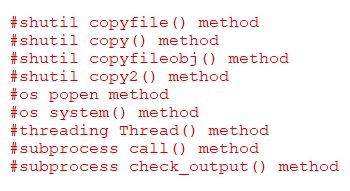 #shutil copyfile() method
#shutil copy() method
#shutil copyfileobj() method
#shutil copy2() method
#os popen method
#os system() method
#threading Thread() method
#subprocess call() method
#subprocess check_output() method